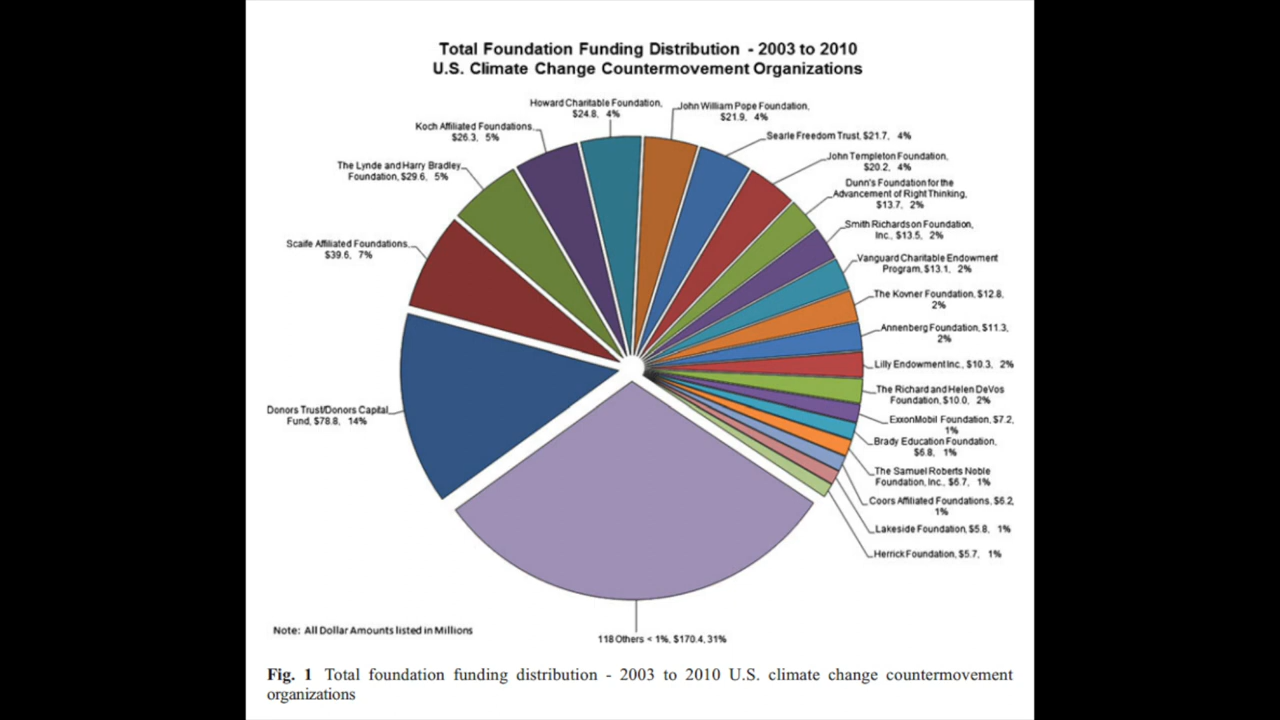 Total Foundation Funding Distribution - 2003 to 2010
U.S. Climate Change Countermovement Organizations
Howard Charitable Foundation,
$24.8, 4%
John William Pope Foundation,
$21.9, 4%
Koch Affiliated Foundations,
$26.3, 5%
Searle Freedom Trust, $21.7, 4%
The Lynde and Harry Bradley
Foundation, $29.6, 5%
John Templeton Foundation,
$20.2, 4%
Dunn's Foundation for the
Advancement of Right Thinking,
$13.7, 2%
Scaife Affiliated Foundations,
$39.6, 7%
Smith Richardson Foundation,
Inc., $13.5, 2%
Vanguard Charitable Endowment
Program, $13.1, 2%
The Kovner Foundation, $12.8,
2%
Annenberg Foundation, $11.3,
2%
Lilly Endowment Inc., $10.3, 2%
The Richard and Helen DeVos
Foundation, $10.0, 2%
Donors Trust/Donors Capital
Fund, $78.8, 14%
ExxonMobil Foundation, $7.2,
1%
Brady Education Foundation,
$6.8, 1%
The Samuel Roberts Noble
Foundation, Inc., $6.7, 1%
Coors Affiliated Foundations, $6.2,
1%
Lakeside Foundation, $5.8, 1%
Herrick Foundation, $5.7, 1%
Note: All Dollar Amounts listed in Millions
118 Others < 1%, $170.4, 31%
Fig. 1 Total foundation funding distribution - 2003 to 2010 U.S. climate change countermovement
organizations